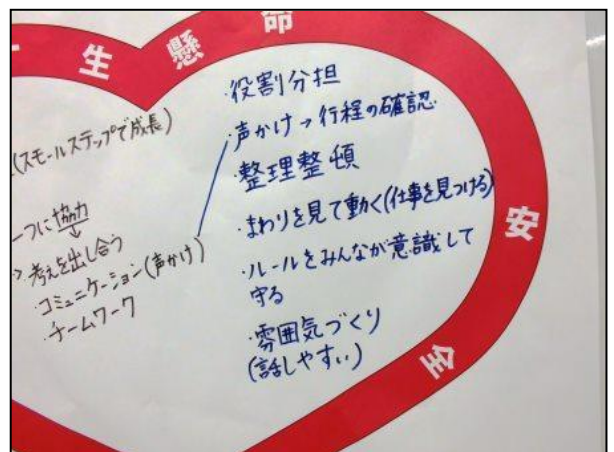 生懸命
安全
(スモールステップで成長)
一つに協力
↓
考えを出し合う
・コミュニケーション(声かけ)
・チームワーク
・役割分担
・声かけ→行程の確認
・整理整頓
・まわりを見て動く(仕事を見つける)
・ルールをみんなが意識して
守る
・雰囲気づくり
(話しやすい)